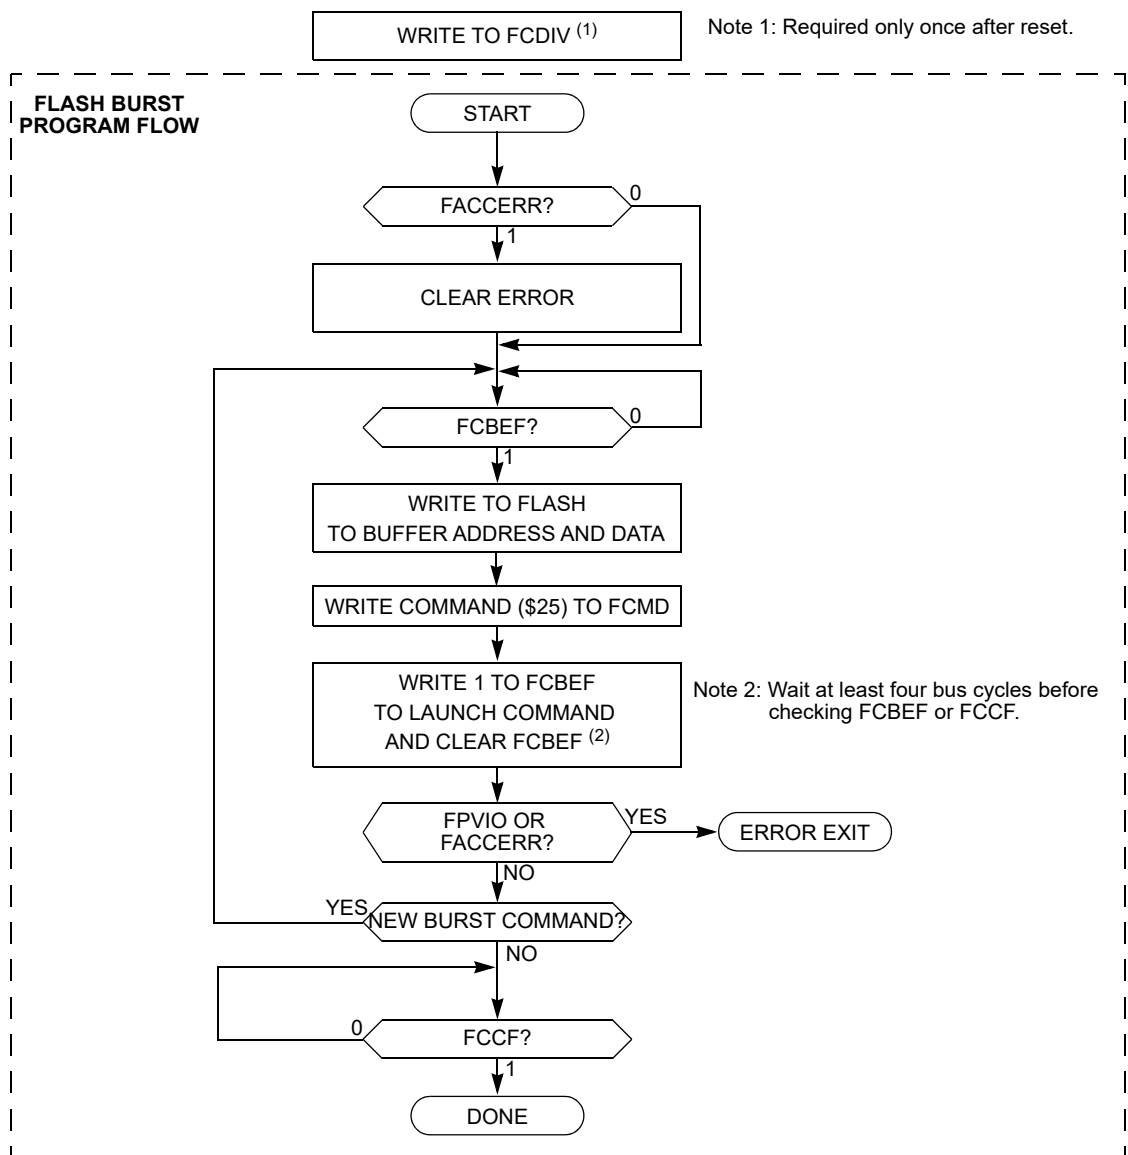 WRITE TO FCDIV (1)
Note 1: Required only once after reset.
FLASH BURST
PROGRAM FLOW
START
FACCERR?
0
1
CLEAR ERROR
FCBEF?
0
1
WRITE TO FLASH
TO BUFFER ADDRESS AND DATA
WRITE COMMAND ($25) TO FCMD
WRITE 1 TO FCBEF
TO LAUNCH COMMAND
AND CLEAR FCBEF (2)
Note 2: Wait at least four bus cycles before
checking FCBEF or FCCF.
FPVIO OR
FACCERR?
YES
ERROR EXIT
NO
YES
NEW BURST COMMAND?
NO
0
FCCF?
1
DONE